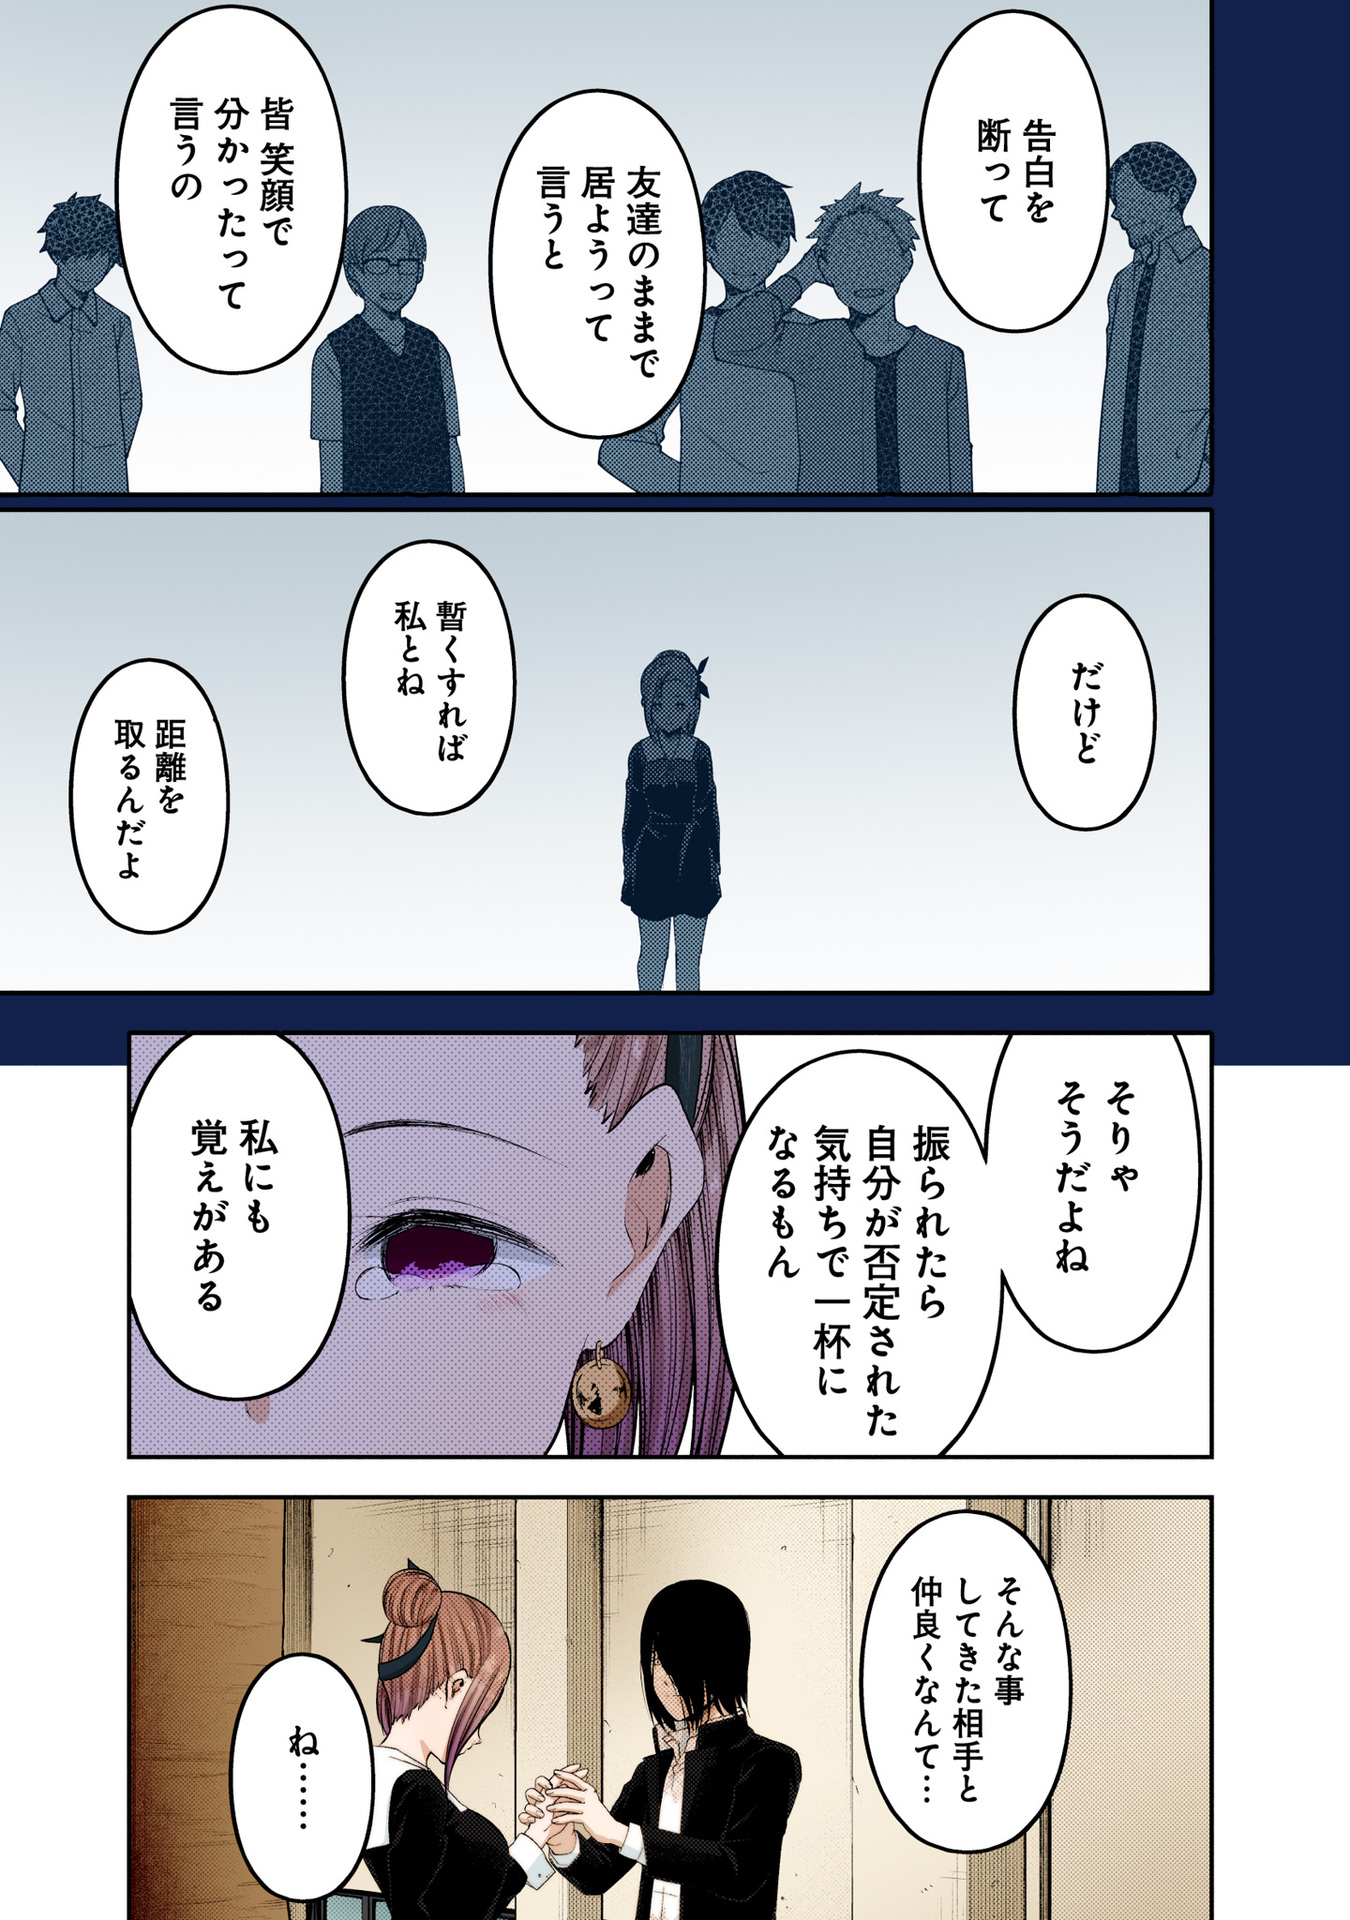 告白を
断って
友達のままで
居ようって
言うと
皆 笑顔で
分かったって
言うの
だけど
暫くすれば
私とね
距離を
取るんだよ
そりゃ
そうだよね
振られたら
自分が否定された
気持ちで一杯に
なるもん
私にも
覚えがある
そんな事
してきた相手と
仲良くなんて…
ね……